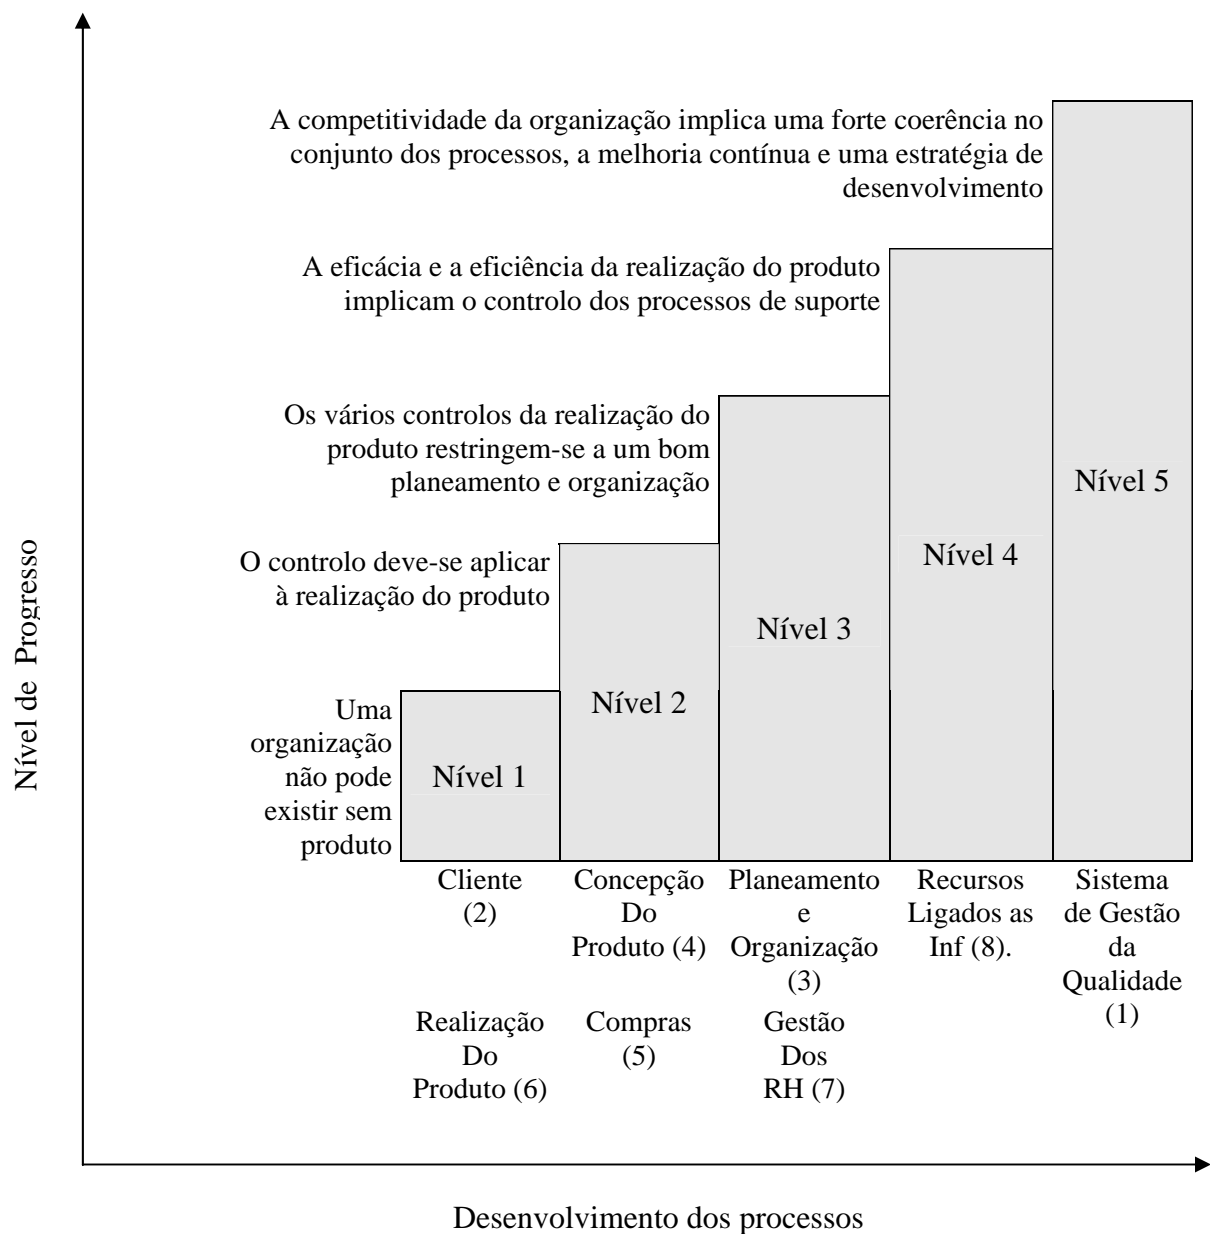 A competitividade da organização implica uma forte coerência no
conjunto dos processos, a melhoria contínua e uma estratégia de
desenvolvimento
A eficácia e a eficiência da realização do produto
implicam o controlo dos processos de suporte
Os vários controlos da realização do
produto restringem-se a um bom
planeamento e organização
O controlo deve-se aplicar
à realização do produto
Uma
organização
não pode
existir sem
produto
Nível 1
Nível 2
Nível 3
Nível 4
Nível 5
Nível de Progresso
Cliente
(2)
Concepção
Do
Produto (4)
Planeamento
e
Organização
(3)
Recursos
Ligados as
Inf (8).
Sistema
de Gestão
da
Qualidade
(1)
Realização
Do
Produto (6)
Compras
(5)
Gestão
Dos
RH (7)
Desenvolvimento dos processos